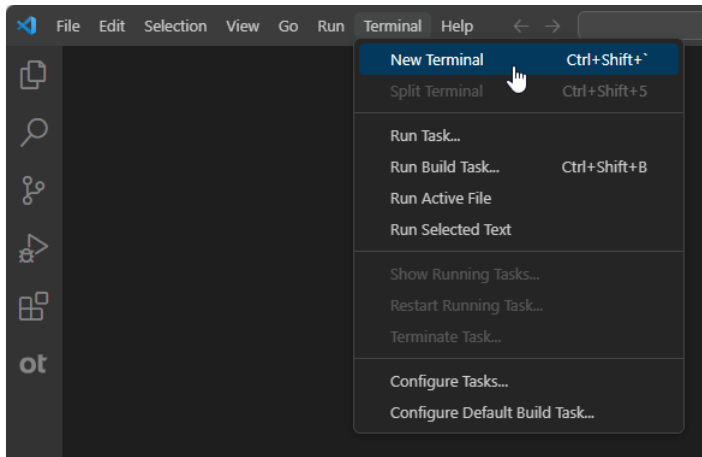 File Edit Selection View Go Run Terminal Help
New Terminal Ctrl+Shift+`
Split Terminal Ctrl+Shift+5
Run Task...
Run Build Task... Ctrl+Shift+B
Run Active File
Run Selected Text
Show Running Tasks...
Restart Running Task...
Terminate Task...
Configure Tasks...
Configure Default Build Task...
ot